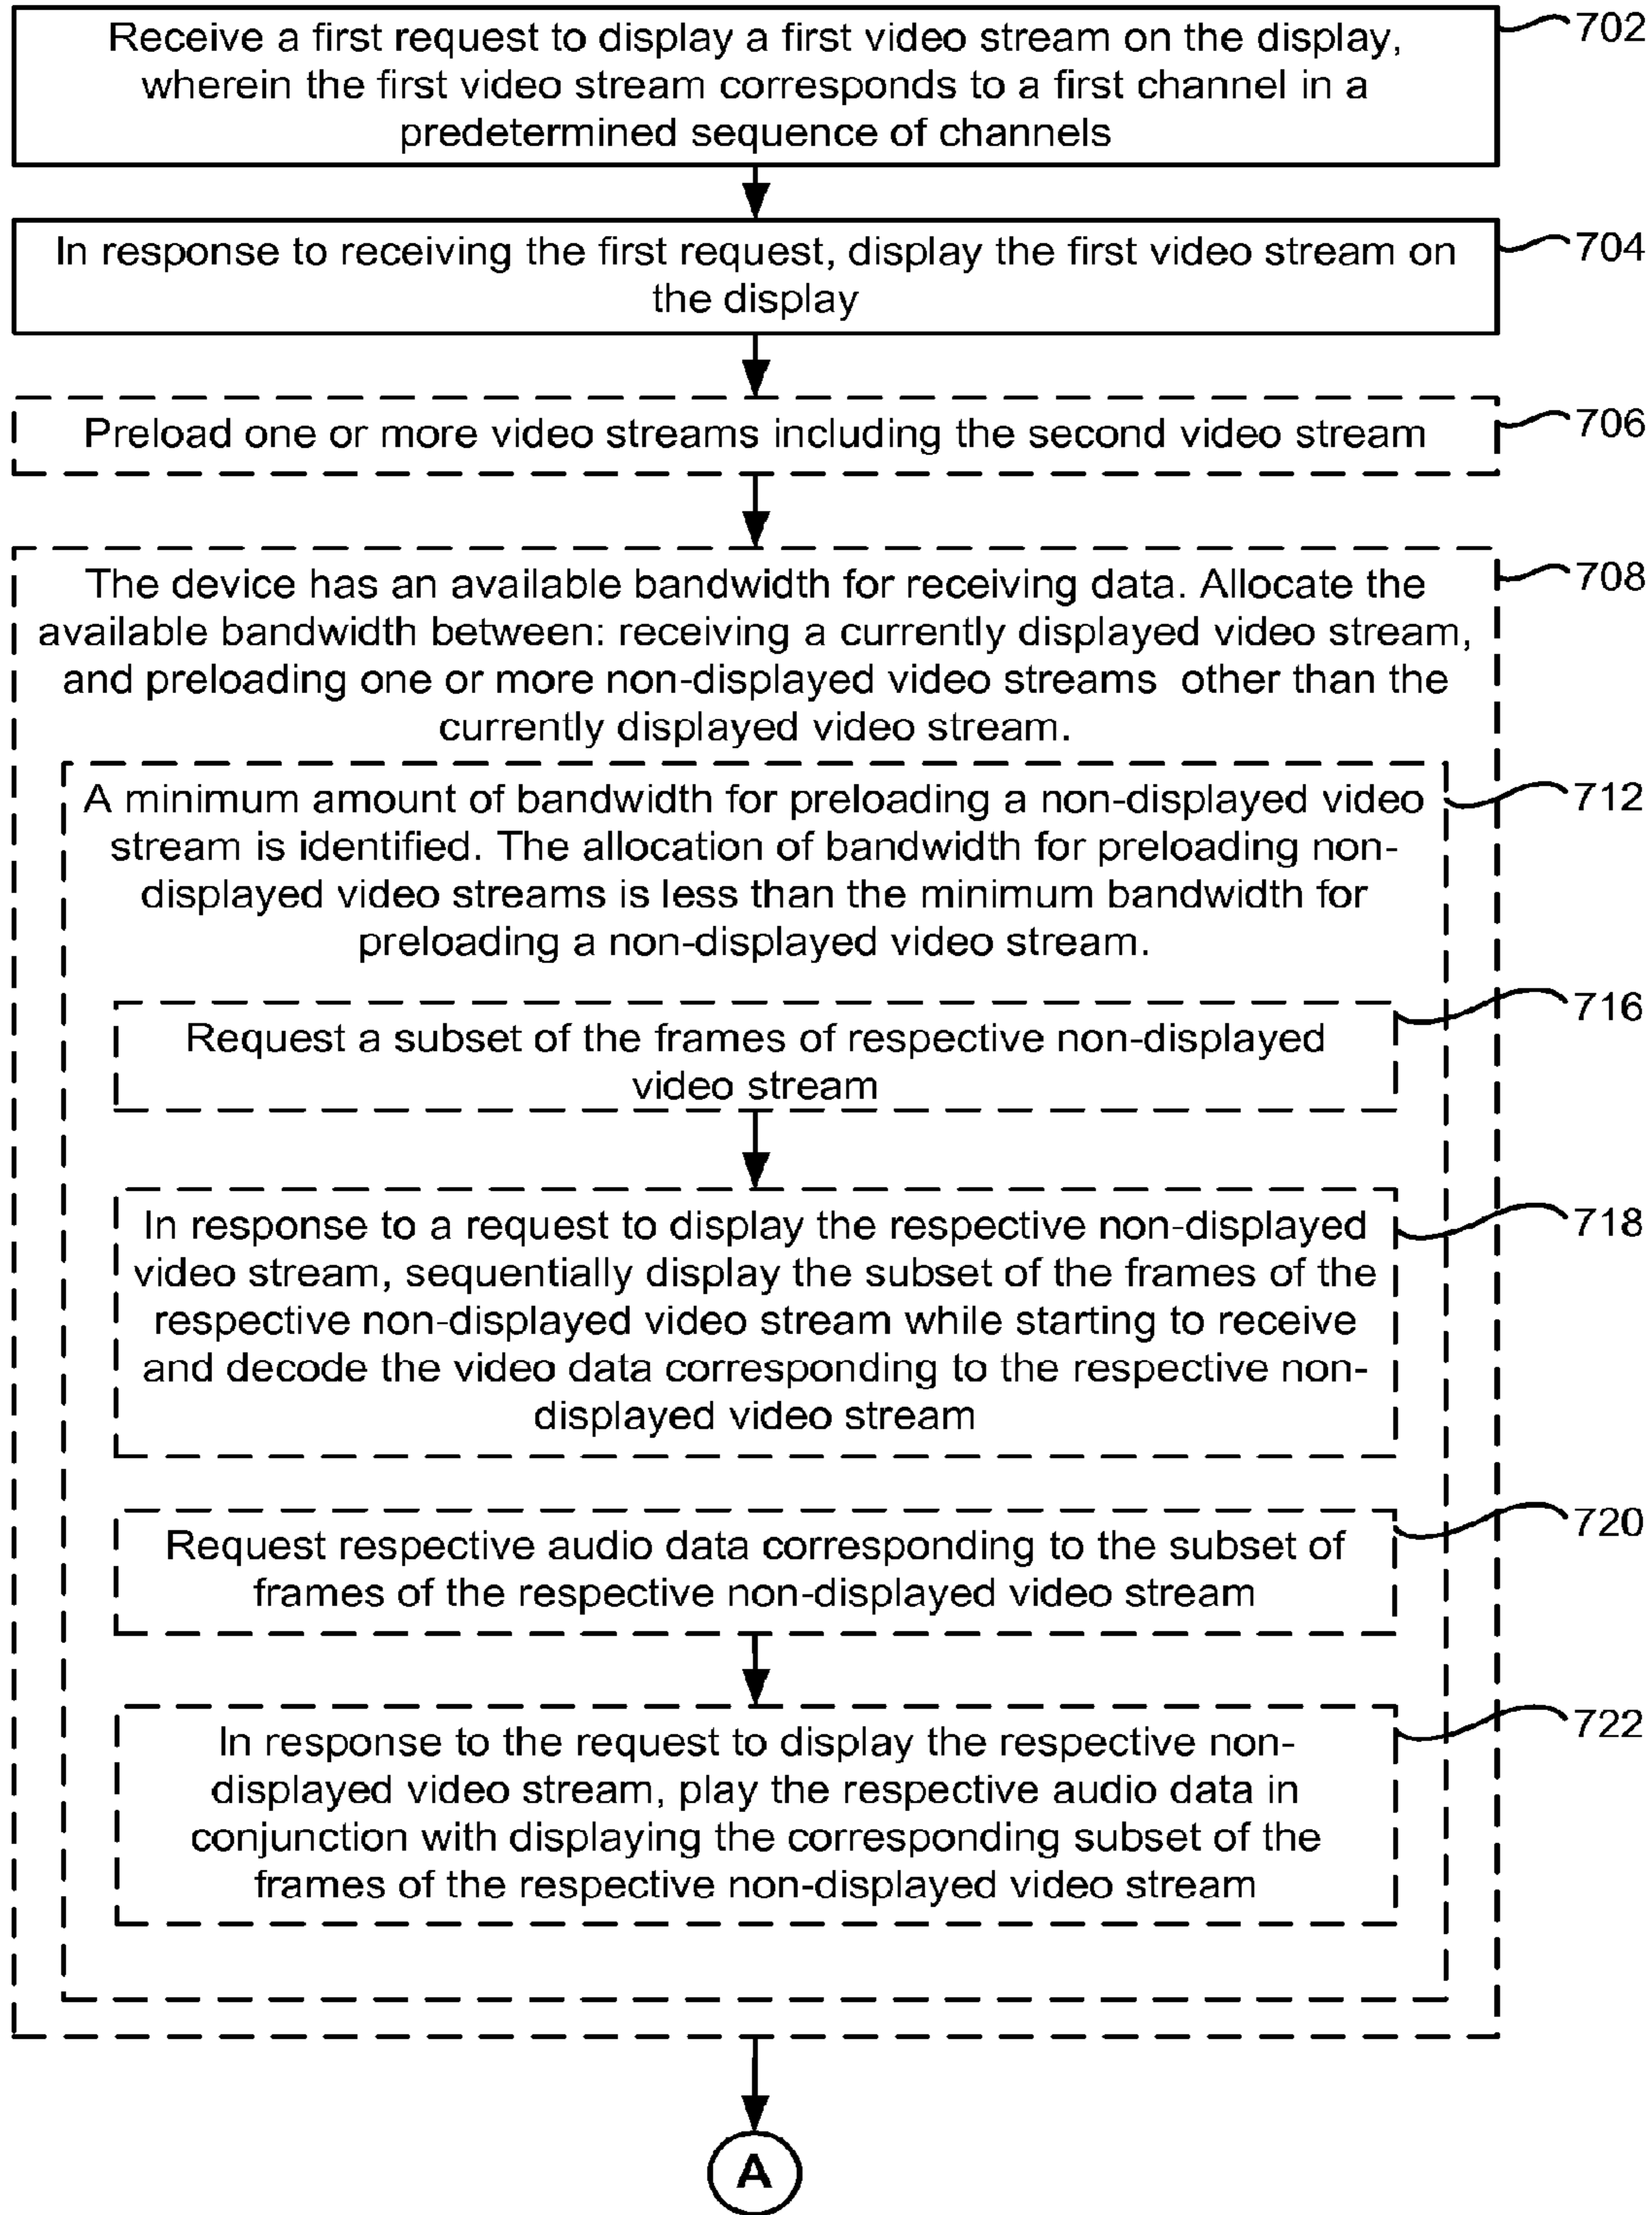 Receive a first request to display a first video stream on the display,
wherein the first video stream corresponds to a first channel in a
predetermined sequence of channels
702
In response to receiving the first request, display the first video stream on
the display
704
Preload one or more video streams including the second video stream
706
The device has an available bandwidth for receiving data. Allocate the
available bandwidth between: receiving a currently displayed video stream,
and preloading one or more non-displayed video streams other than the
currently displayed video stream.
708
A minimum amount of bandwidth for preloading a non-displayed video
stream is identified. The allocation of bandwidth for preloading non-
displayed video streams is less than the minimum bandwidth for
preloading a non-displayed video stream.
712
Request a subset of the frames of respective non-displayed
video stream
716
In response to a request to display the respective non-displayed
video stream, sequentially display the subset of the frames of the
respective non-displayed video stream while starting to receive
and decode the video data corresponding to the respective non-
displayed video stream
718
Request respective audio data corresponding to the subset of
frames of the respective non-displayed video stream
720
In response to the request to display the respective non-
displayed video stream, play the respective audio data in
conjunction with displaying the corresponding subset of the
frames of the respective non-displayed video stream
722
A